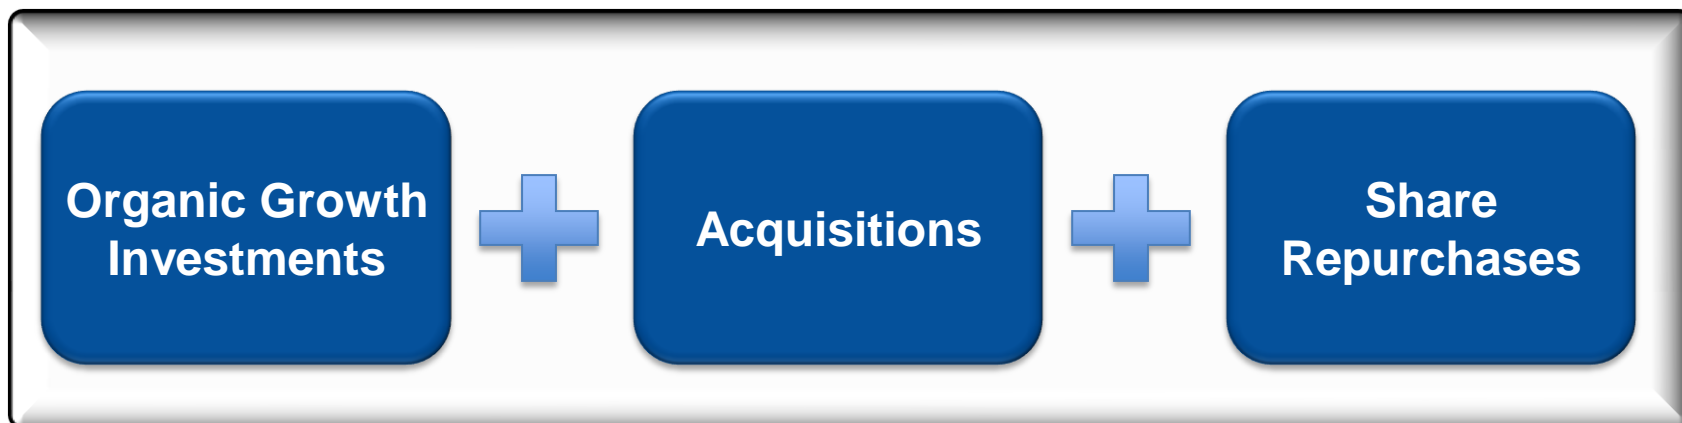 Organic Growth
Investments
Acquisitions
Share
Repurchases